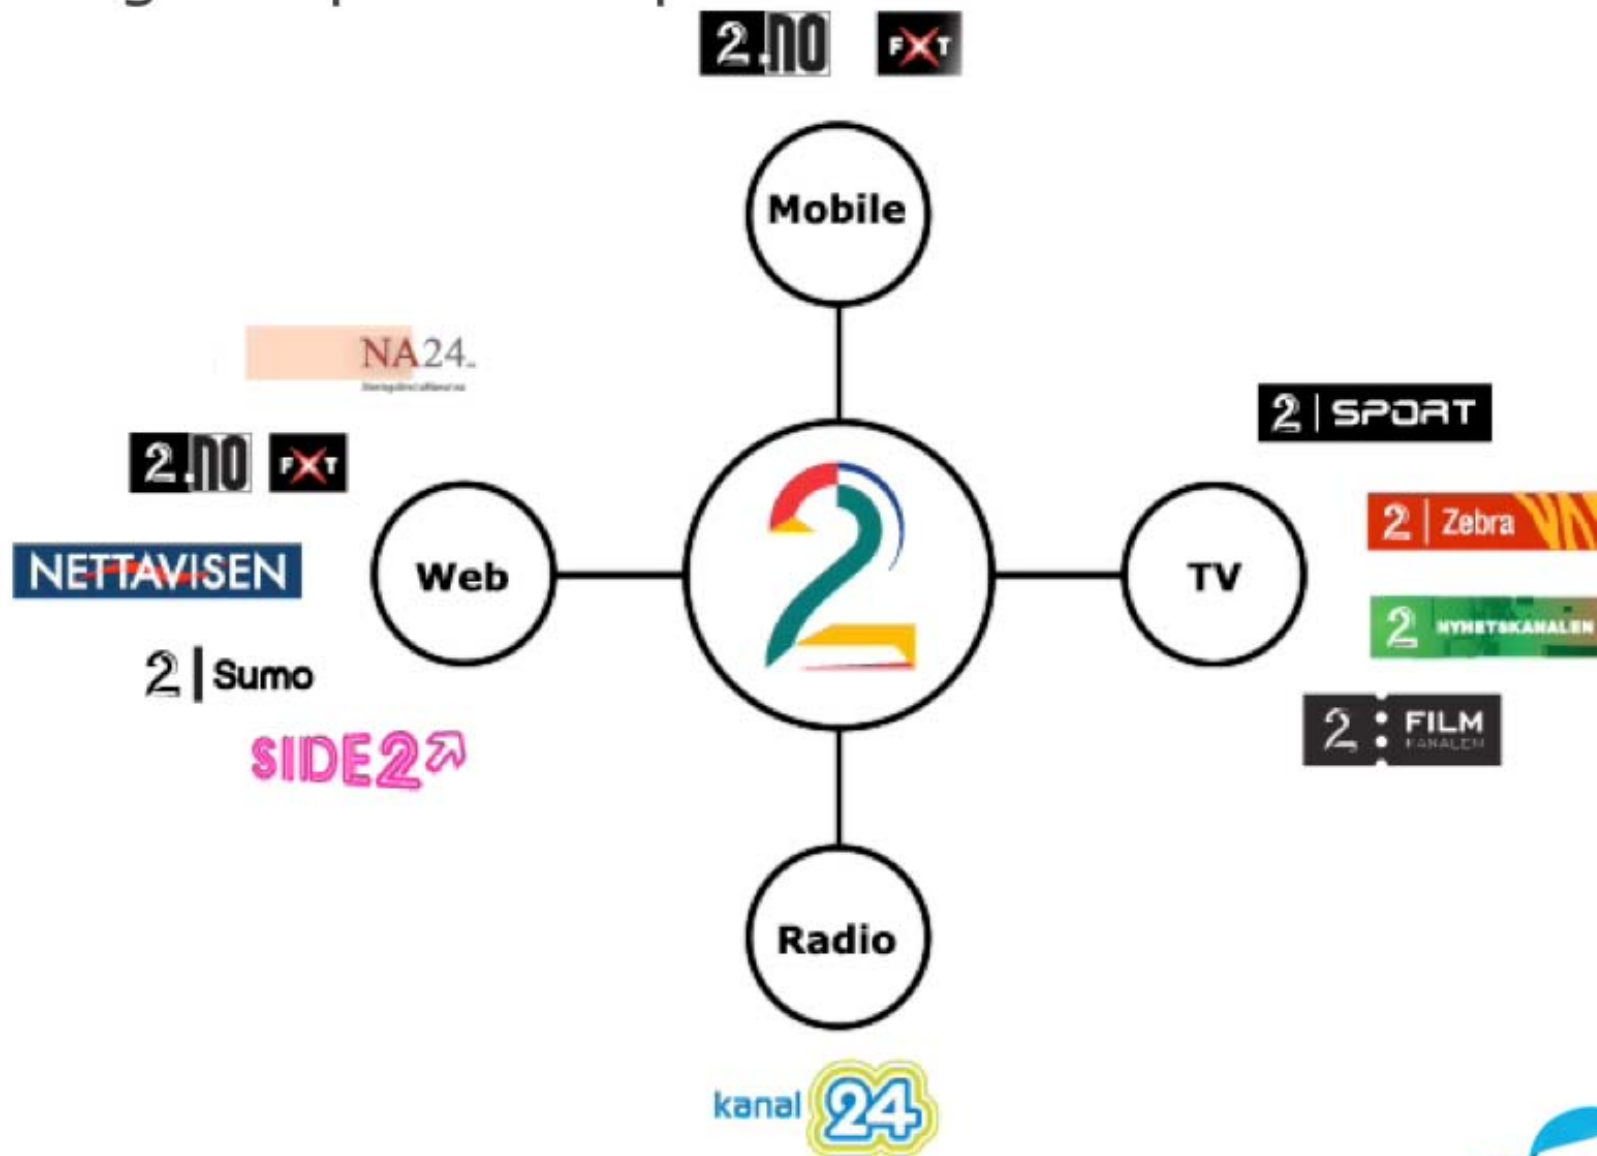 2.no FXT
Mobile
NA24
2 | SPORT
2.no FXT
2 | Zebra
NETTAVISEN
Web
2
TV
2 NYHETSKANALEN
2 | Sumo
2 : FILM
KANALEN
SIDE2
Radio
kanal 24